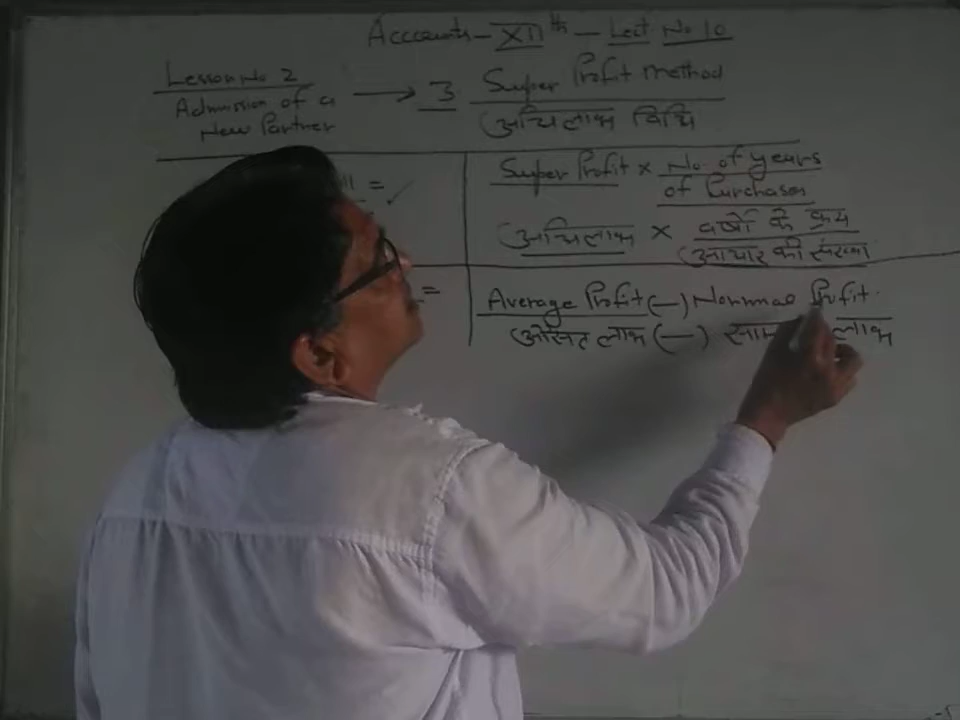 Accounts - XIIth - Lect No 10
Lesson No 2
Admission of a
New Partner
3 Super Profit method
अधिलाभ विधि
= ✓
Super Profit × No. of years
of Purchases
अधिलाभ × वर्षो के क्रय
आधार की संख्या
=
Average Profit (-) Normal Profit.
औसत लाभ (-) लाभ